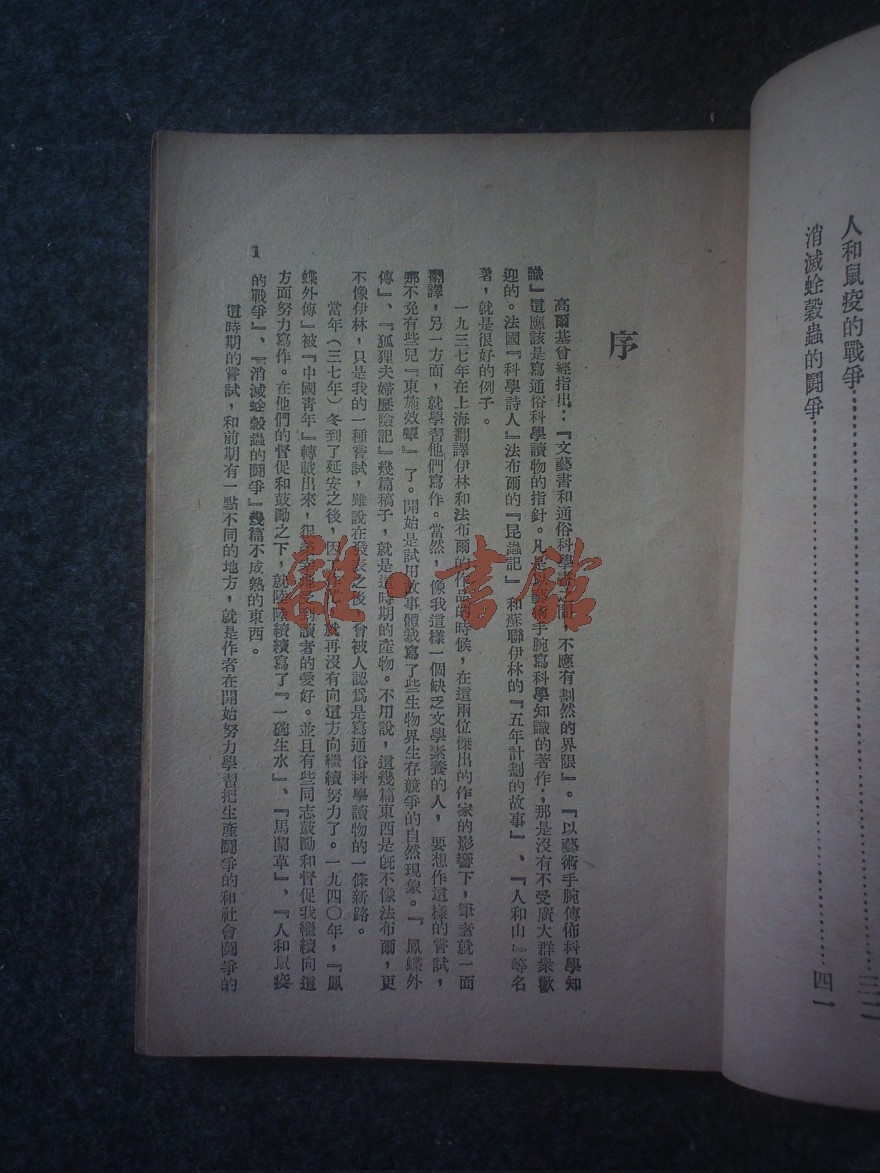 人和鼠疫的戰爭……………………三二
消滅蛀穀蟲的鬪爭……………………四一
序
高爾基曾經指出：『文藝書和通俗科學書之間，不應有割然的界限』。『以藝術手腕傳佈科學知
識』這應該是寫通俗科學讀物的指針。凡是以藝術手腕寫科學知識的著作，那是沒有不受廣大群衆歡
迎的。法國『科學詩人』法布爾的『昆蟲記』和蘇聯伊林的『五年計劃的故事』、『人和山』等名
著，就是很好的例子。
一九三七年在上海翻譯伊林和法布爾的作品的時候，在這兩位傑出的作家的影響下，筆者就一面
翻譯，另一方面，就學習他們寫作。當然，像我這樣一個缺乏文學素養的人，要想作這樣的嘗試，
那不免有些兒『東施效顰』了。開始是試用故事體裁寫了些生物界生存競爭的自然現象。『鳳蝶外
傳』、『狐狸夫婦歷險記』幾篇稿子，就是這時期的產物。不用說，這幾篇東西是旣不像法布爾，更
不像伊林，只是我的一種嘗試，雖說在發表之後，曾被人認爲是寫通俗科學讀物的一條新路。
當年（三七年）冬到了延安之後，因 就再沒有向這方向繼續努力了。一九四〇年，『鳳
蝶外傳』被『中國青年』轉載出來，很 到讀者的愛好。並且有些同志鼓勵和督促我繼續向這
方面努力寫作。在他們的督促和鼓勵之下，就陸陸續續寫了『一碗生水』、『馬蘭草』、『人和鼠疫
的戰爭』、『消滅蛀穀蟲的鬪爭』幾篇不成熟的東西。
這時期的嘗試，和前期有一點不同的地方，就是作者在開始努力學習把生產鬪爭的和社會鬪爭的
1
雜·書館